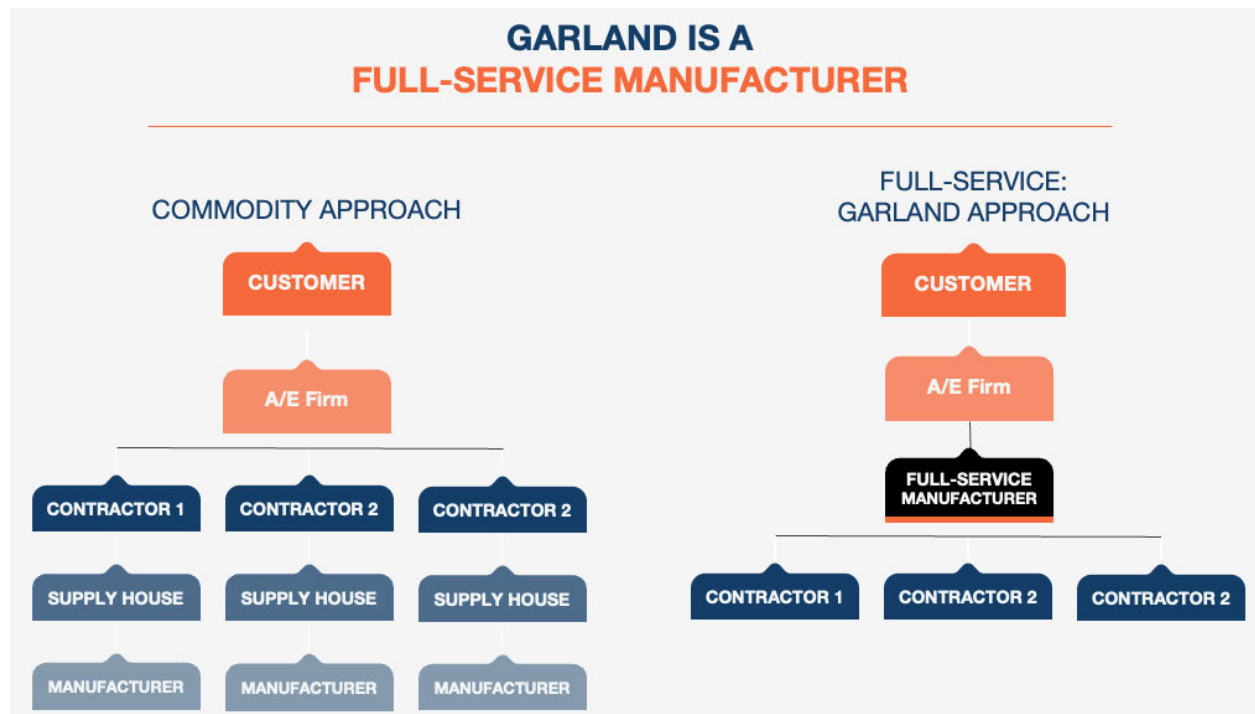 GARLAND IS A
FULL-SERVICE MANUFACTURER
COMMODITY APPROACH
CUSTOMER
A/E Firm
CONTRACTOR 1
CONTRACTOR 2
CONTRACTOR 2
SUPPLY HOUSE
SUPPLY HOUSE
SUPPLY HOUSE
MANUFACTURER
MANUFACTURER
MANUFACTURER
FULL-SERVICE:
GARLAND APPROACH
CUSTOMER
A/E Firm
FULL-SERVICE
MANUFACTURER
CONTRACTOR 1
CONTRACTOR 2
CONTRACTOR 2